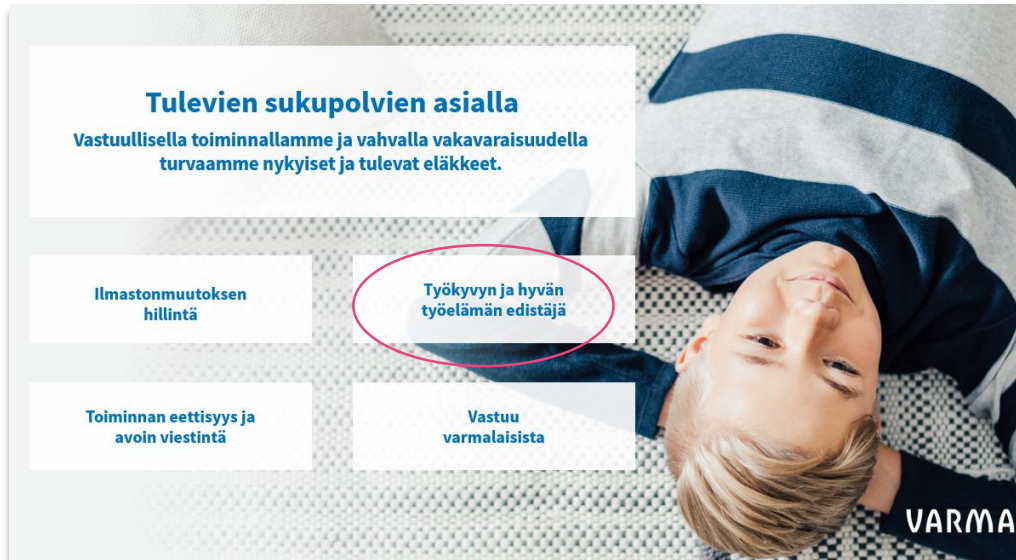 Tulevien sukupolvien asialla
Vastuullisella toiminnallamme ja vahvalla vakavaraisuudella
turvaamme nykyiset ja tulevat eläkkeet.
Ilmastonmuutoksen
hillintä
Työkyvyn ja hyvän
työelämän edistäjä
Toiminnan eettisyys ja
avoin viestintä
Vastuu
varmalaisista
VARMA